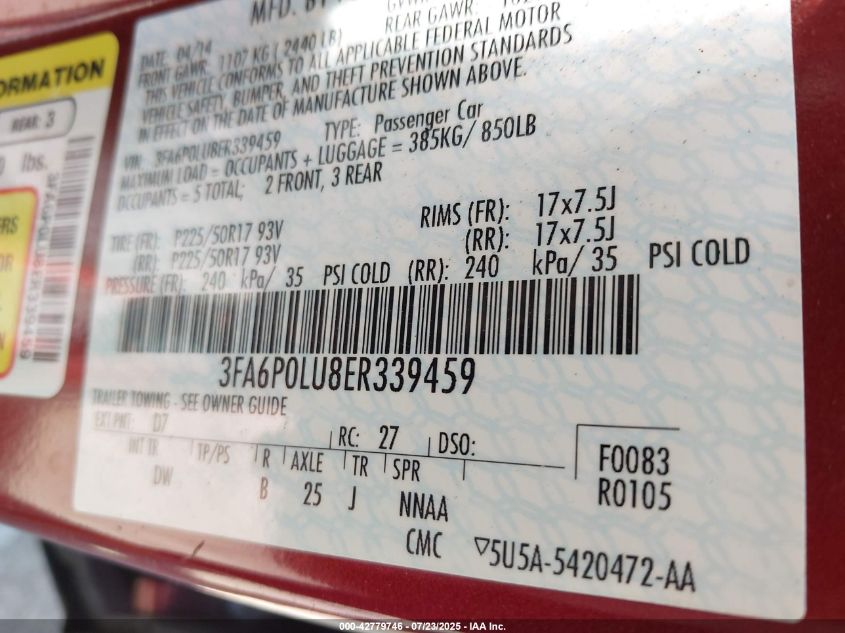 MFD. BY
REAR GAWR:
DATE: 04/14
FRONT GAWR: 1107 KG ( 2440 LB)
THIS VEHICLE CONFORMS TO ALL APPLICABLE FEDERAL MOTOR
VEHICLE SAFETY, BUMPER, AND THEFT PREVENTION STANDARDS
IN EFFECT ON THE DATE OF MANUFACTURE SHOWN ABOVE.
VIN: 3FA6P0LU8ER339459 TYPE: Passenger Car
MAXIMUM LOAD = OCCUPANTS + LUGGAGE = 385KG/ 850LB
OCCUPANTS = 5 TOTAL; 2 FRONT, 3 REAR
TIRE (FR): P225/50R17 93V RIMS (FR): 17x7.5J
(RR): P225/50R17 93V (RR): 17x7.5J
PRESSURE (FR): 240 kPa/ 35 PSI COLD (RR): 240 kPa/ 35 PSI COLD
3FA6P0LU8ER339459
TRAILER TOWING - SEE OWNER GUIDE
EXT PNT: D7 RC: 27 DSO:
INT TR TP/PS R AXLE TR SPR
DW B 25 J NNAA
F0083
R0105
CMC ▽5U5A-5420472-AA
ORMATION
REAR: 3
lbs.
3FA6P0LU8ER339459
000-42779746 - 07/23/2025 - IAA Inc.